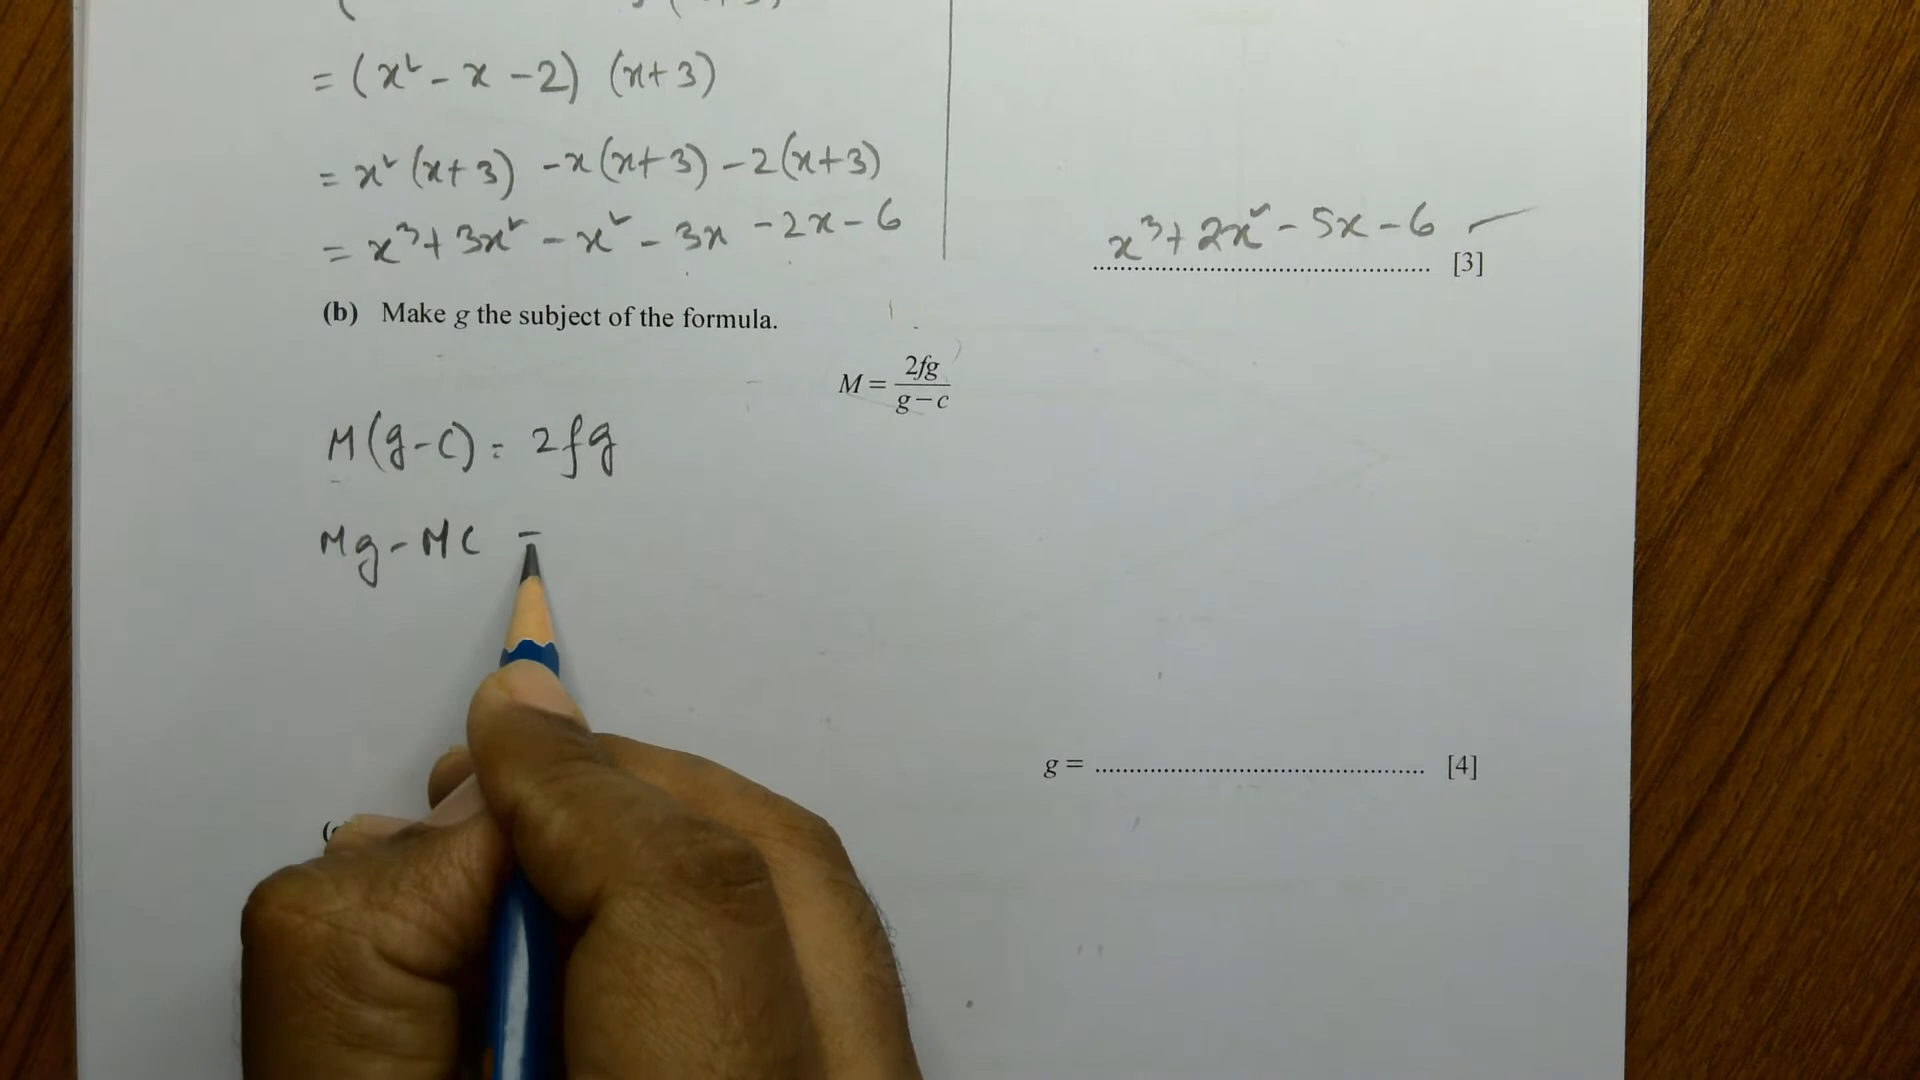 = (x² - x - 2) (x+3)
= x² (x+3) -x(x+3) -2(x+3)
= x³+ 3x² - x² - 3x -2x-6
x³+ 2x² - 5x - 6
[3]
(b) Make g the subject of the formula.
M = 2fg / g-c
M(g-c) = 2fg
Mg - Mc -
g = .......... [4]